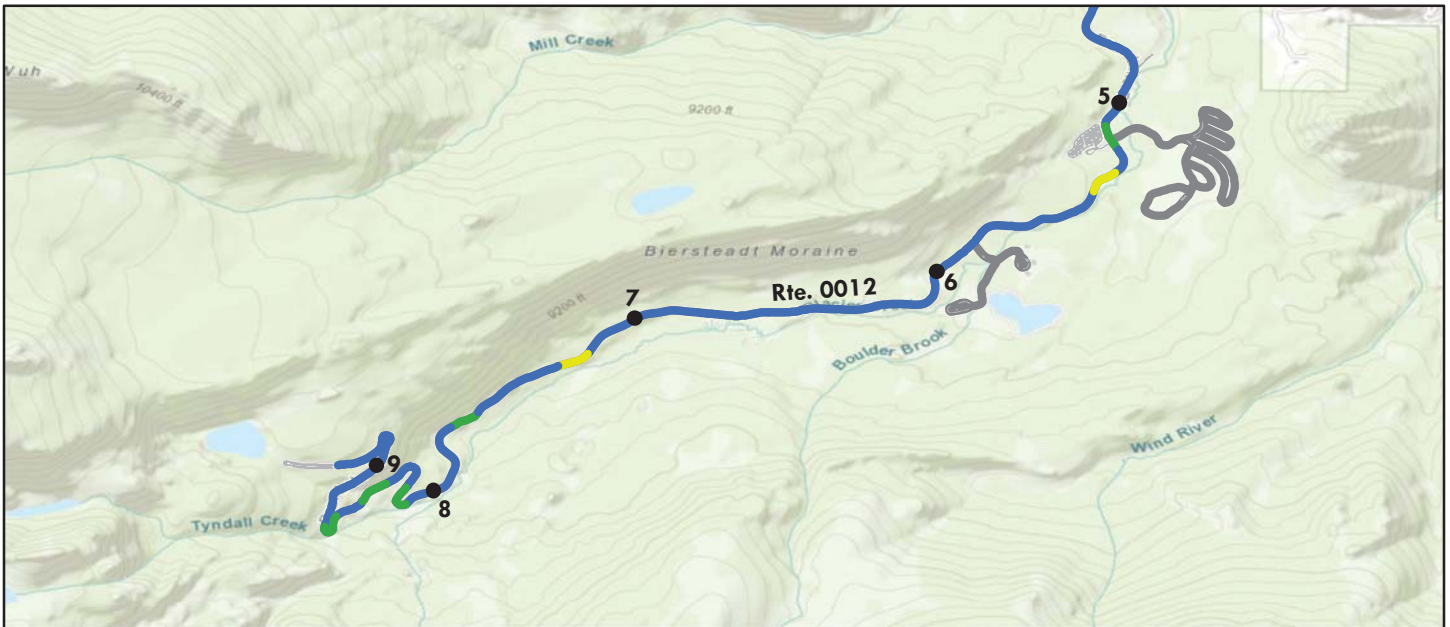 Mill Creek
10400 ft
9200 ft
5
Bierstadt Moraine
6
7
Rte. 0012
9200 ft
Boulder Brook
Wind River
9
8
Tyndall Creek